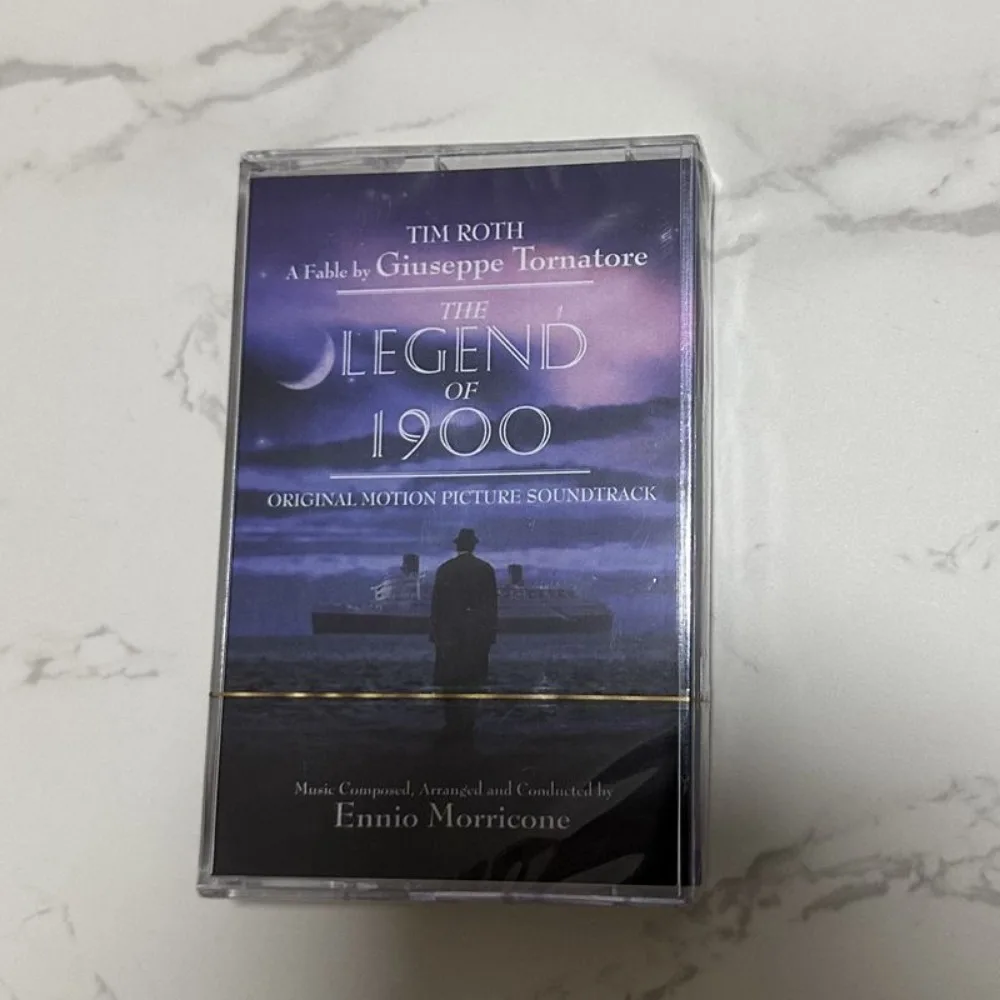 TIM ROTH
A Fable by Giuseppe Tornatore
THE
LEGEND
OF
1900
ORIGINAL MOTION PICTURE SOUNDTRACK
Music Composed, Arranged and Conducted by
Ennio Morricone